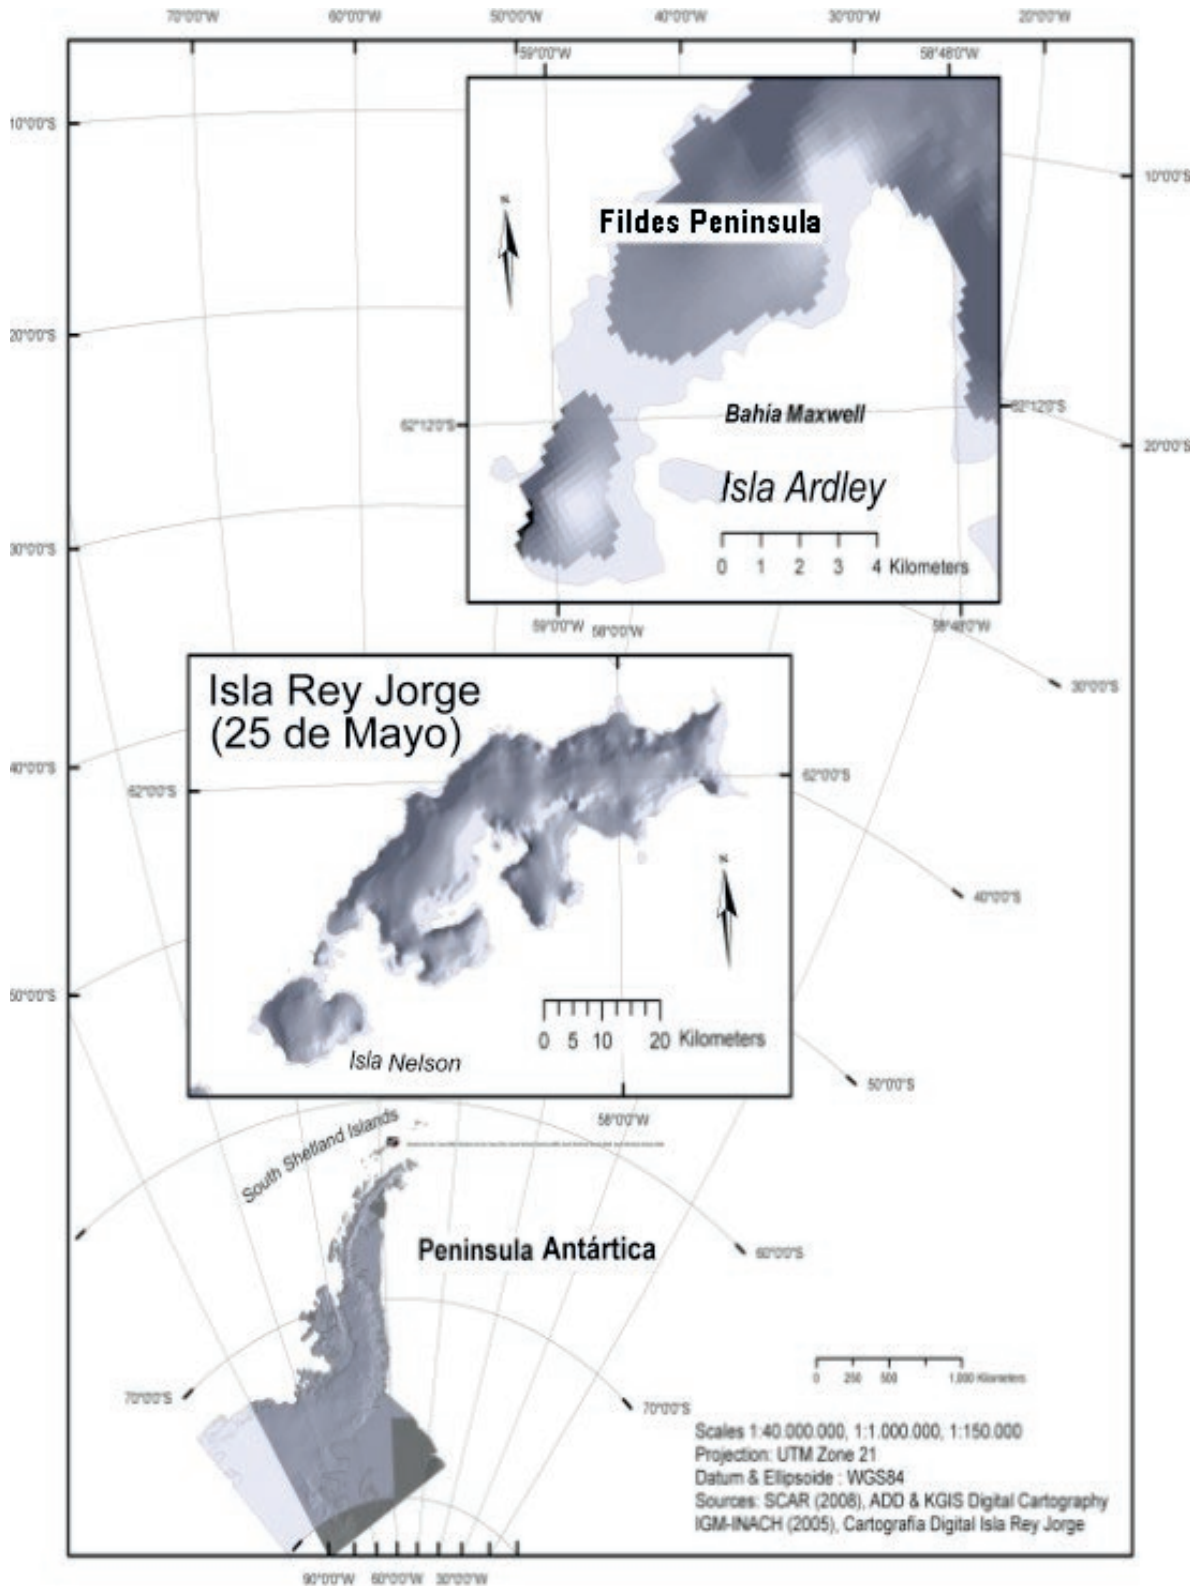 70°0'0"W
60°0'0"W
50°0'0"W
40°0'0"W
30°0'0"W
20°0'0"W
59°0'0"W
58°48'0"W
10°0'0"S
10°0'0"S
Fildes Peninsula
20°0'0"S
62°12'0"S
Bahía Maxwell
62°12'0"S
20°0'0"S
Isla Ardley
0 1 2 3 4 Kilometers
30°0'0"S
59°0'0"W
58°0'0"W
58°48'0"W
Isla Rey Jorge
(25 de Mayo)
30°0'0"S
40°0'0"S
62°0'0"S
62°0'0"S
40°0'0"S
50°0'0"S
0 5 10 20 Kilometers
Isla Nelson
50°0'0"S
58°0'0"W
South Shetland Islands
Peninsula Antártica
60°0'0"S
0 250 500 1,000 Kilometers
70°0'0"S
70°0'0"S
Scales 1:40.000.000, 1:1.000.000, 1:150.000
Projection: UTM Zone 21
Datum & Ellipsoide : WGS84
Sources: SCAR (2008), ADD & KGIS Digital Cartography
IGM-INACH (2005), Cartografía Digital Isla Rey Jorge
90°0'0"W
60°0'0"W
30°0'0"W